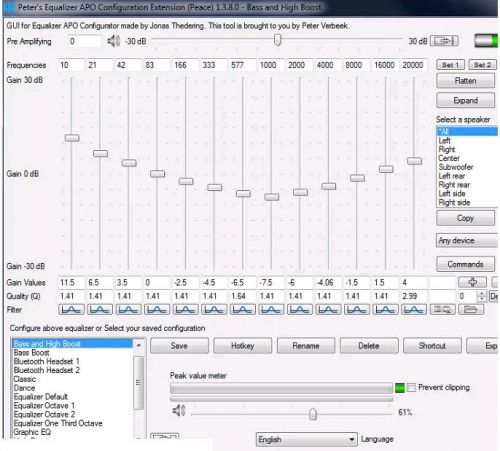 Peter's Equalizer APO Configuration Extension (Peace) 1.3.8.0 - Bass and High Boost
GUI for Equalizer APO Configurator made by Jonas Thedering. This tool is brought to you by Peter Verbeek.
Pre Amplifying 0 -30 dB 30 dB
Frequencies 10 21 42 83 166 333 577 1000 2000 4000 8000 16000 20000 Set 1 Set 2
Gain 30 dB
Flatten
Expand
Select a speaker
*All
Left
Right
Center
Subwoofer
Left rear
Right rear
Left side
Right side
Gain 0 dB
Copy
Any device
Gain -30 dB
Commands
Gain Values 11.5 6.5 3.5 0 -2.5 -4.5 -6.5 -7.5 -6 -4.06 -1.5 1.5 4
Quality (Q) 1.41 1.41 1.41 1.41 1.41 1.41 1.64 1.41 1.41 1.41 1.41 1.41 2.99 0 De
Filter
Configure above equalizer or Select your saved configuration
Bass and High Boost
Bass Boost
Bluetooth Headset 1
Bluetooth Headset 2
Classic
Dance
Equalizer Default
Equalizer Octave 1
Equalizer Octave 2
Equalizer One Third Octave
Graphic EQ
Save Hotkey Rename Delete Shortcut Exp
Peak value meter
Prevent clipping
61%
English Language